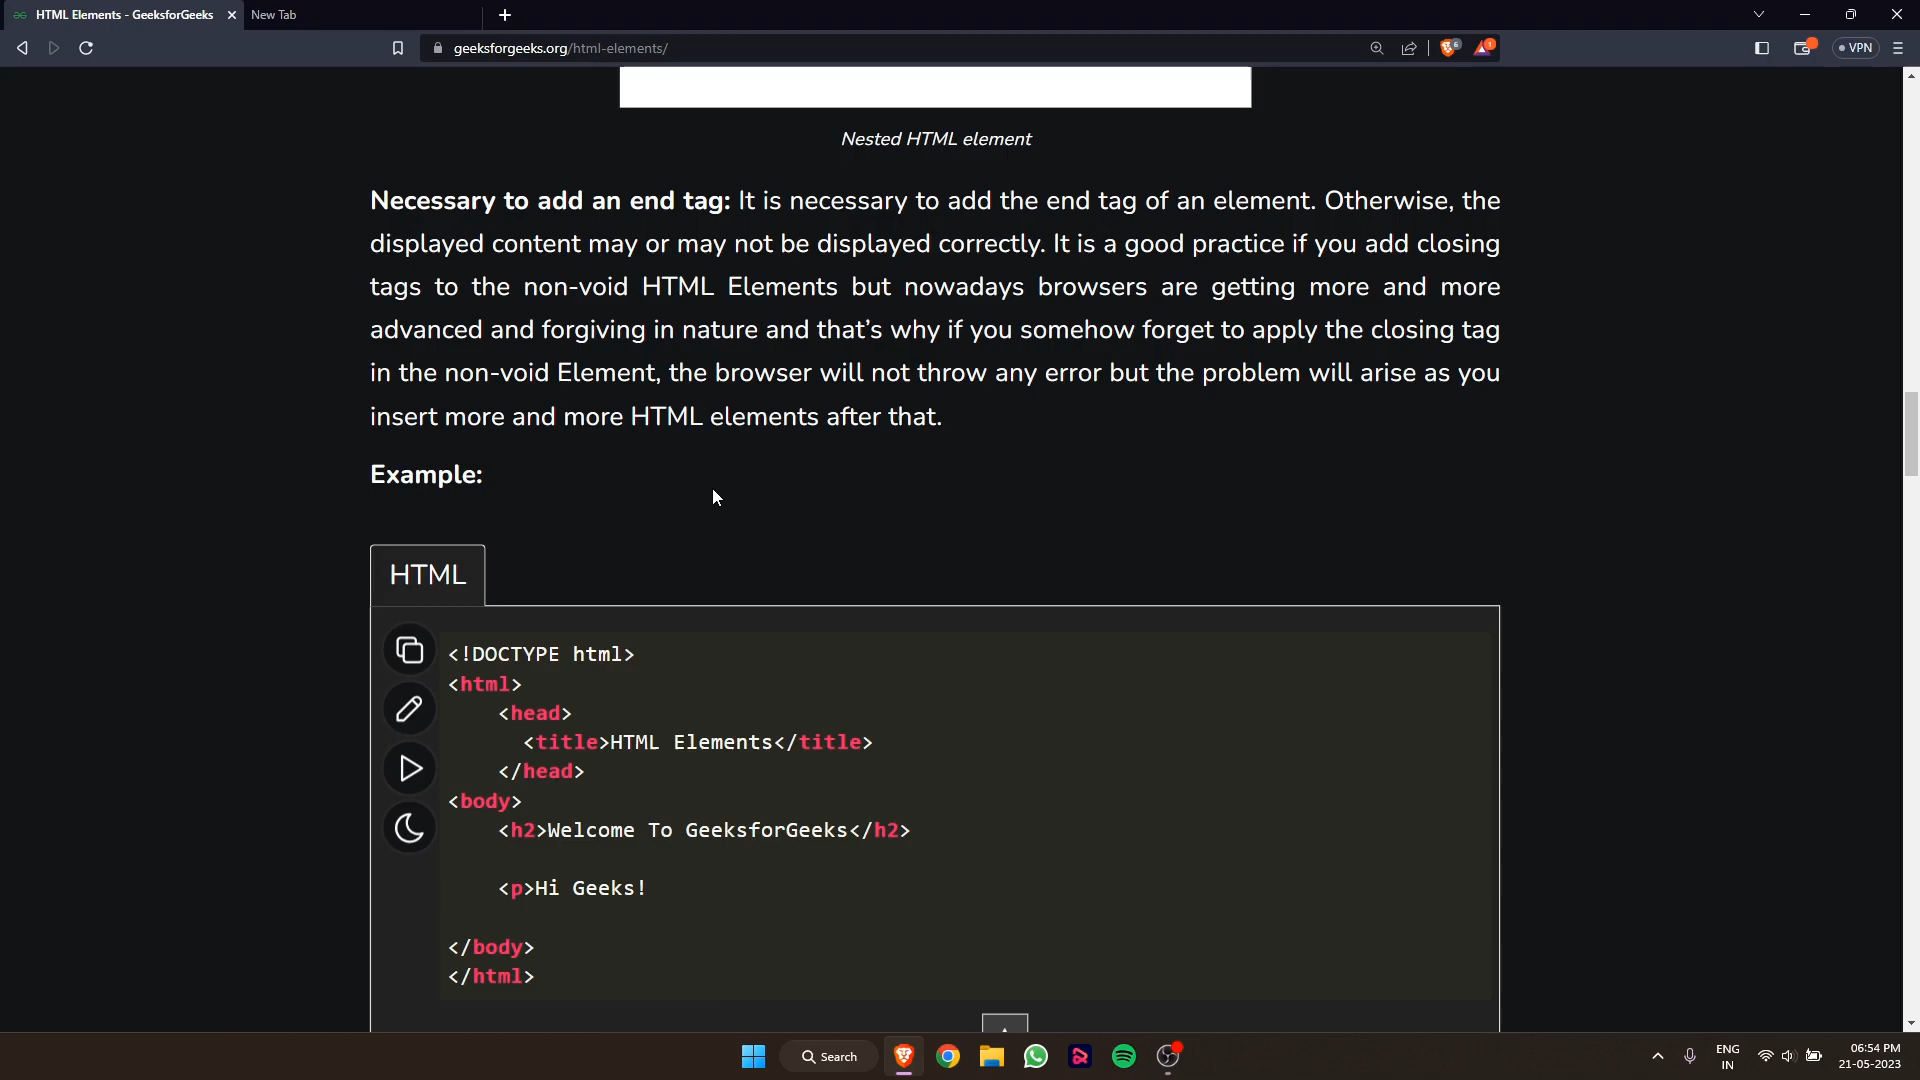 HTML Elements - GeeksforGeeks
New Tab
geeksforgeeks.org/html-elements/
6
1
VPN
Nested HTML element
Necessary to add an end tag: It is necessary to add the end tag of an element. Otherwise, the
displayed content may or may not be displayed correctly. It is a good practice if you add closing
tags to the non-void HTML Elements but nowadays browsers are getting more and more
advanced and forgiving in nature and that’s why if you somehow forget to apply the closing tag
in the non-void Element, the browser will not throw any error but the problem will arise as you
insert more and more HTML elements after that.
Example:
HTML
<!DOCTYPE html>
<html>
<head>
<title>HTML Elements</title>
</head>
<body>
<h2>Welcome To GeeksforGeeks</h2>
<p>Hi Geeks!
</body>
</html>
Search
ENG
IN
06:54 PM
21-05-2023